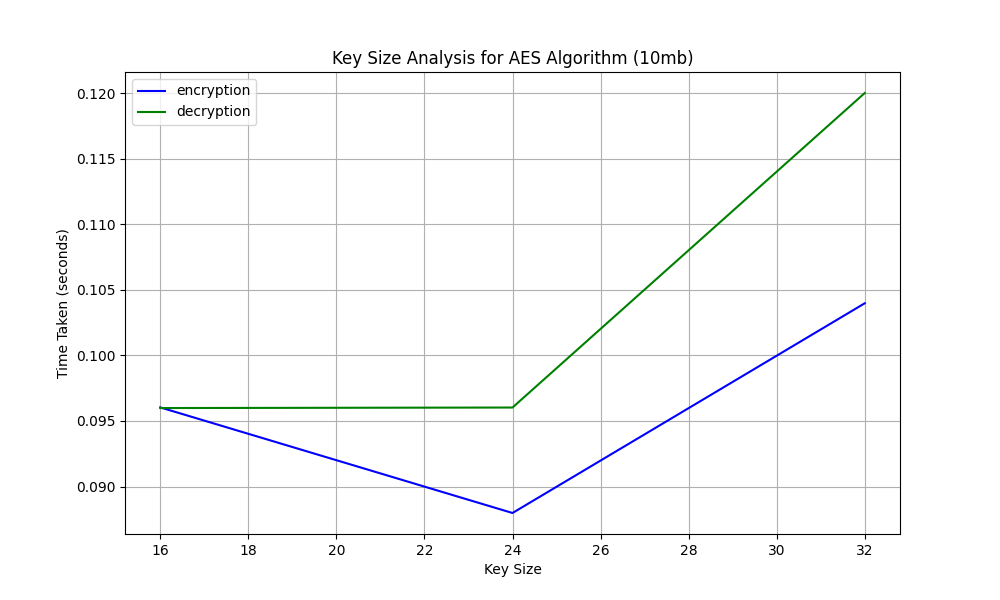 Key Size Analysis for AES Algorithm (10mb)
encryption
decryption
Time Taken (seconds)
0.120
0.115
0.110
0.105
0.100
0.095
0.090
16 18 20 22 24 26 28 30 32
Key Size